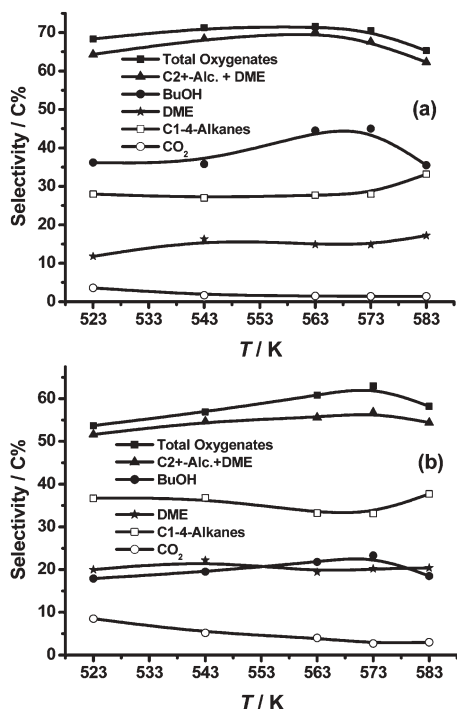 Selectivity / C%
80
70
60
50
40
30
20
10
0
Total Oxygenates
C2+-Alc. + DME
BuOH
DME
C1-4-Alkanes
CO2
(a)
523 533 543 553 563 573 583
T / K
Selectivity / C%
60
50
40
30
20
10
0
Total Oxygenates
C2+-Alc.+DME
BuOH
DME
C1-4-Alkanes
CO2
(b)
523 533 543 553 563 573 583
T / K